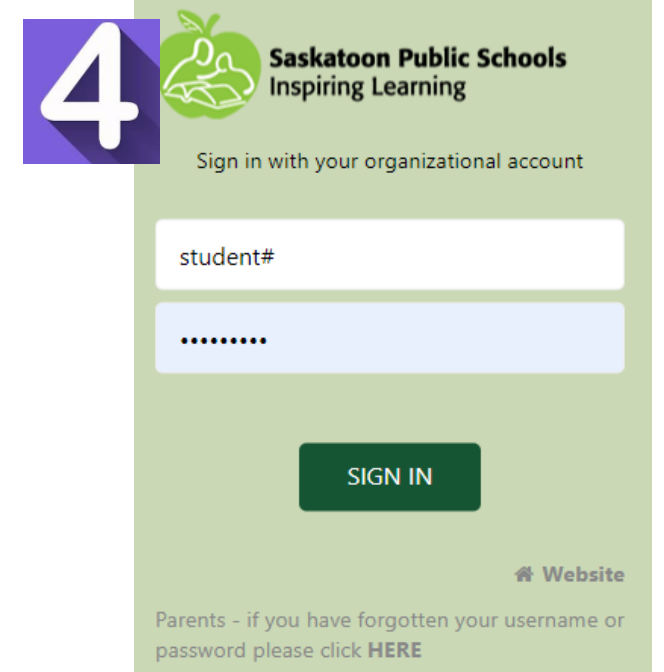 4
Saskatoon Public Schools
Inspiring Learning
Sign in with your organizational account
student#
•••••••••
SIGN IN
Website
Parents - if you have forgotten your username or
password please click HERE